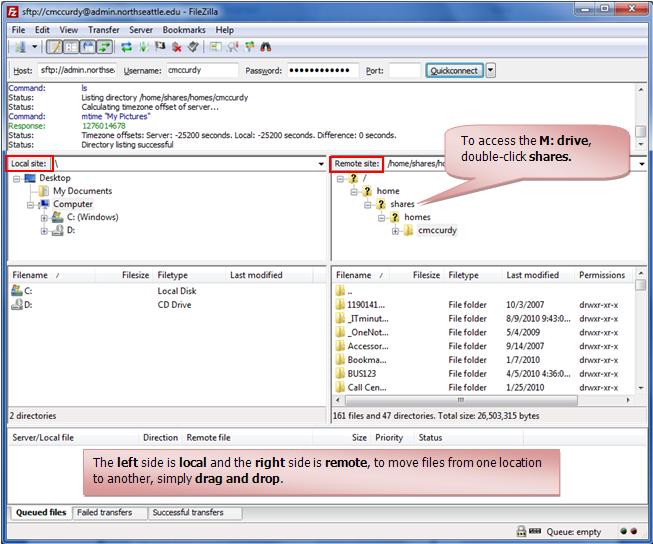 sftp://cmccurdy@admin.northseattle.edu - FileZilla
File Edit View Transfer Server Bookmarks Help
Host: sftp://admin.northse. Username: cmccurdy Password: •••••••••••• Port: Quickconnect
Command: ls
Status: Listing directory /home/shares/homes/cmccurdy
Status: Calculating timezone offset of server...
Command: mtime "My Pictures"
Response: 1276014678
Status: Timezone offsets: Server: -25200 seconds. Local: -25200 seconds. Difference: 0 seconds.
Status: Directory listing successful
To access the M: drive,
double-click shares.
Local site: \
Desktop
My Documents
Computer
C: (Windows)
D:
Remote site: /home/shares/ho
/
home
shares
homes
cmccurdy
Filename / Filesize Filetype Last modified
C: Local Disk
D: CD Drive
2 directories
Filename / Filesize Filetype Last modified Permissions
..
1190141... File folder 10/3/2007 drwxr-xr-x
_ITminut... File folder 8/9/2010 9:43:0... drwxr-xr-x
_OneNot... File folder 5/4/2009 drwxr-xr-x
Accessor... File folder 9/14/2007 drwxr-xr-x
Bookma... File folder 1/7/2010 drwxr-xr-x
BUS123 File folder 4/5/2010 4:36:0... drwxr-xr-x
Call Cen... File folder 1/25/2010 drwxr-xr-x
161 files and 47 directories. Total size: 26,503,315 bytes
Server/Local file Direction Remote file Size Priority Status
The left side is local and the right side is remote, to move files from one location
to another, simply drag and drop.
Queued files Failed transfers Successful transfers
Queue: empty